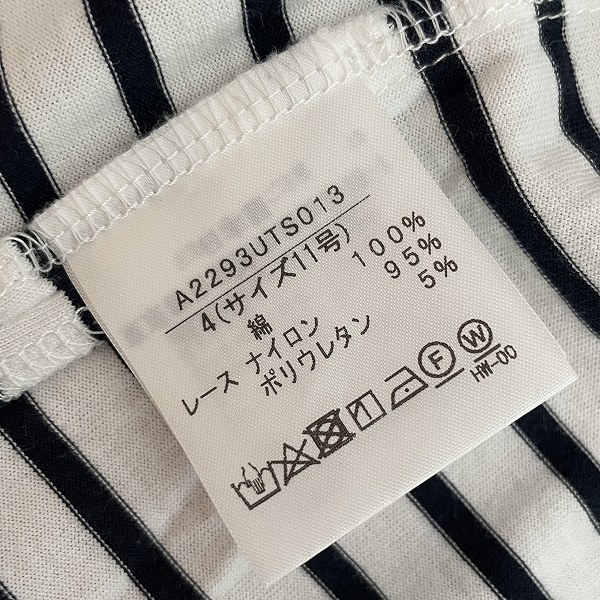 A2293UTS013
4(サイズ11号)
綿 100%
レース ナイロン 95%
ポリウレタン 5%
F W
HW-00